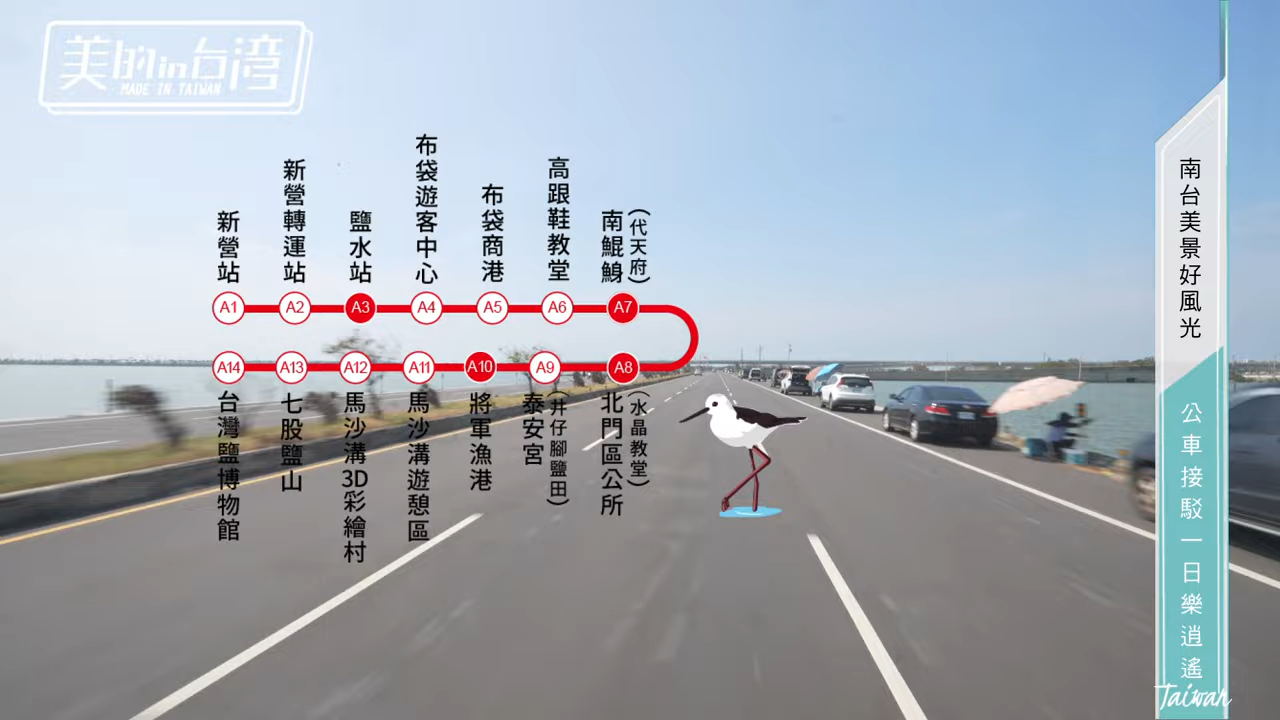 美的in台灣
MADE IN TAIWAN
新營站
新營轉運站
鹽水站
布袋遊客中心
布袋商港
高跟鞋教堂
南鯤鯓
(代天府)
A1
A2
A3
A4
A5
A6
A7
A14
A13
A12
A11
A10
A9
A8
台灣鹽博物館
七股鹽山
馬沙溝3D彩繪村
馬沙溝遊憩區
將軍漁港
泰安宮
(井仔腳鹽田)
北門區公所
(水晶教堂)
南台美景好風光
公車接駁一日樂逍遙
Taiwan